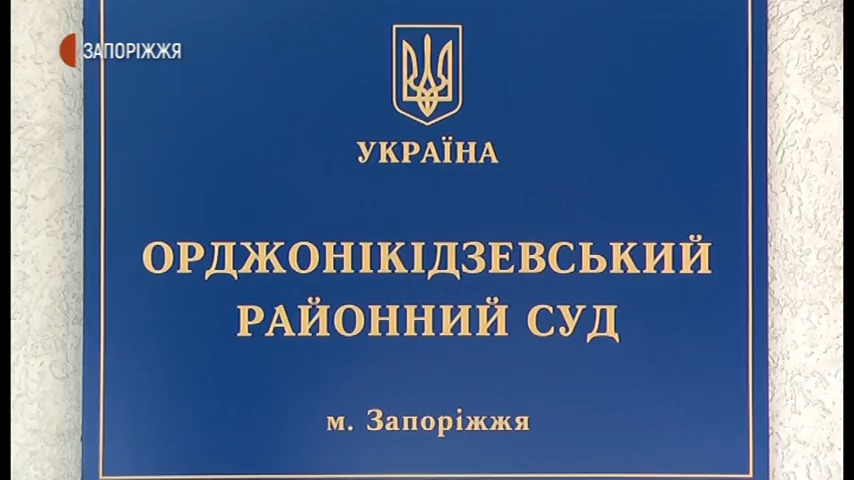 ЗАПОРІЖЖЯ
УКРАЇНА
ОРДЖОНІКІДЗЕВСЬКИЙ
РАЙОННИЙ СУД
м. Запоріжжя